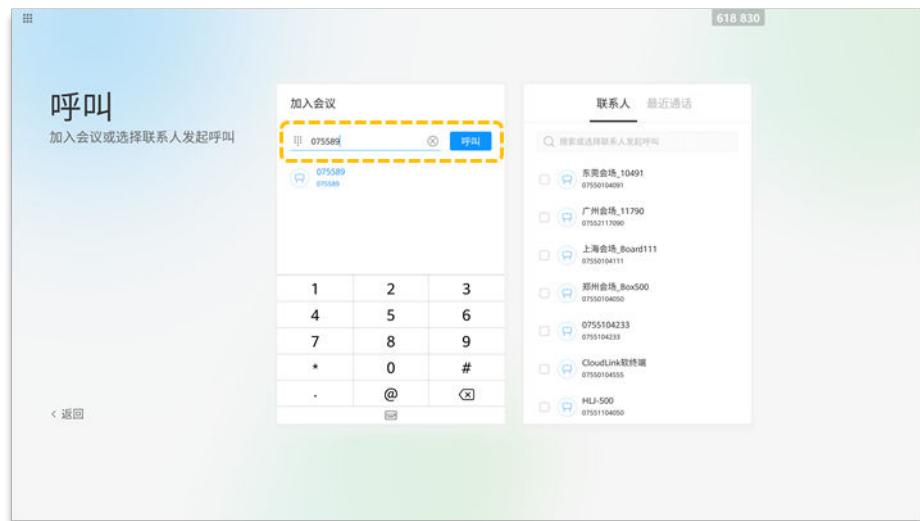 618 830
呼叫
加入会议或选择联系人发起呼叫
加入会议
075589
呼叫
075589
075589
1 2 3
4 5 6
7 8 9
* 0 #
. @
联系人 最近通话
搜索或选择联系人发起呼叫
东莞会场_10491
07550104091
广州会场_11790
07552117090
上海会场_Board111
07550104111
郑州会场_Box500
07550104050
0755104233
0755104233
CloudLink软终端
07550104555
HLJ-500
07551104050
< 返回